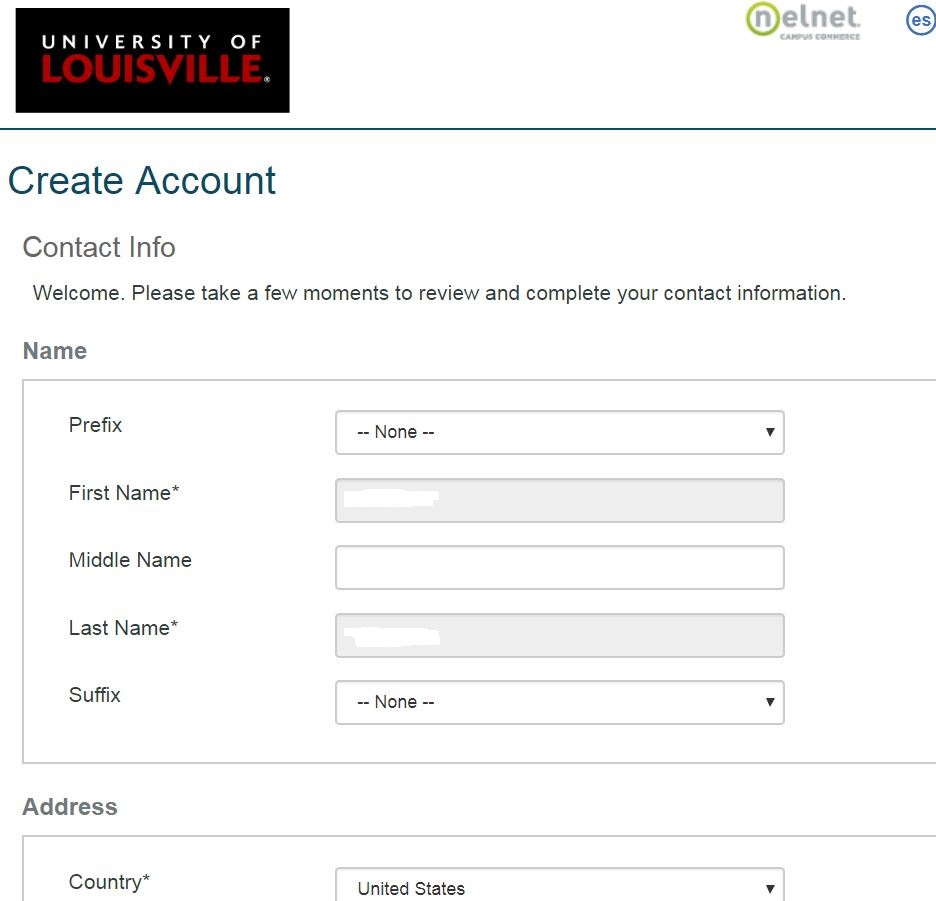 UNIVERSITY OF
LOUISVILLE®
nelnet
CAMPUS COMMERCE
es
Create Account
Contact Info
Welcome. Please take a few moments to review and complete your contact information.
Name
Prefix
-- None --
First Name*
Middle Name
Last Name*
Suffix
-- None --
Address
Country*
United States